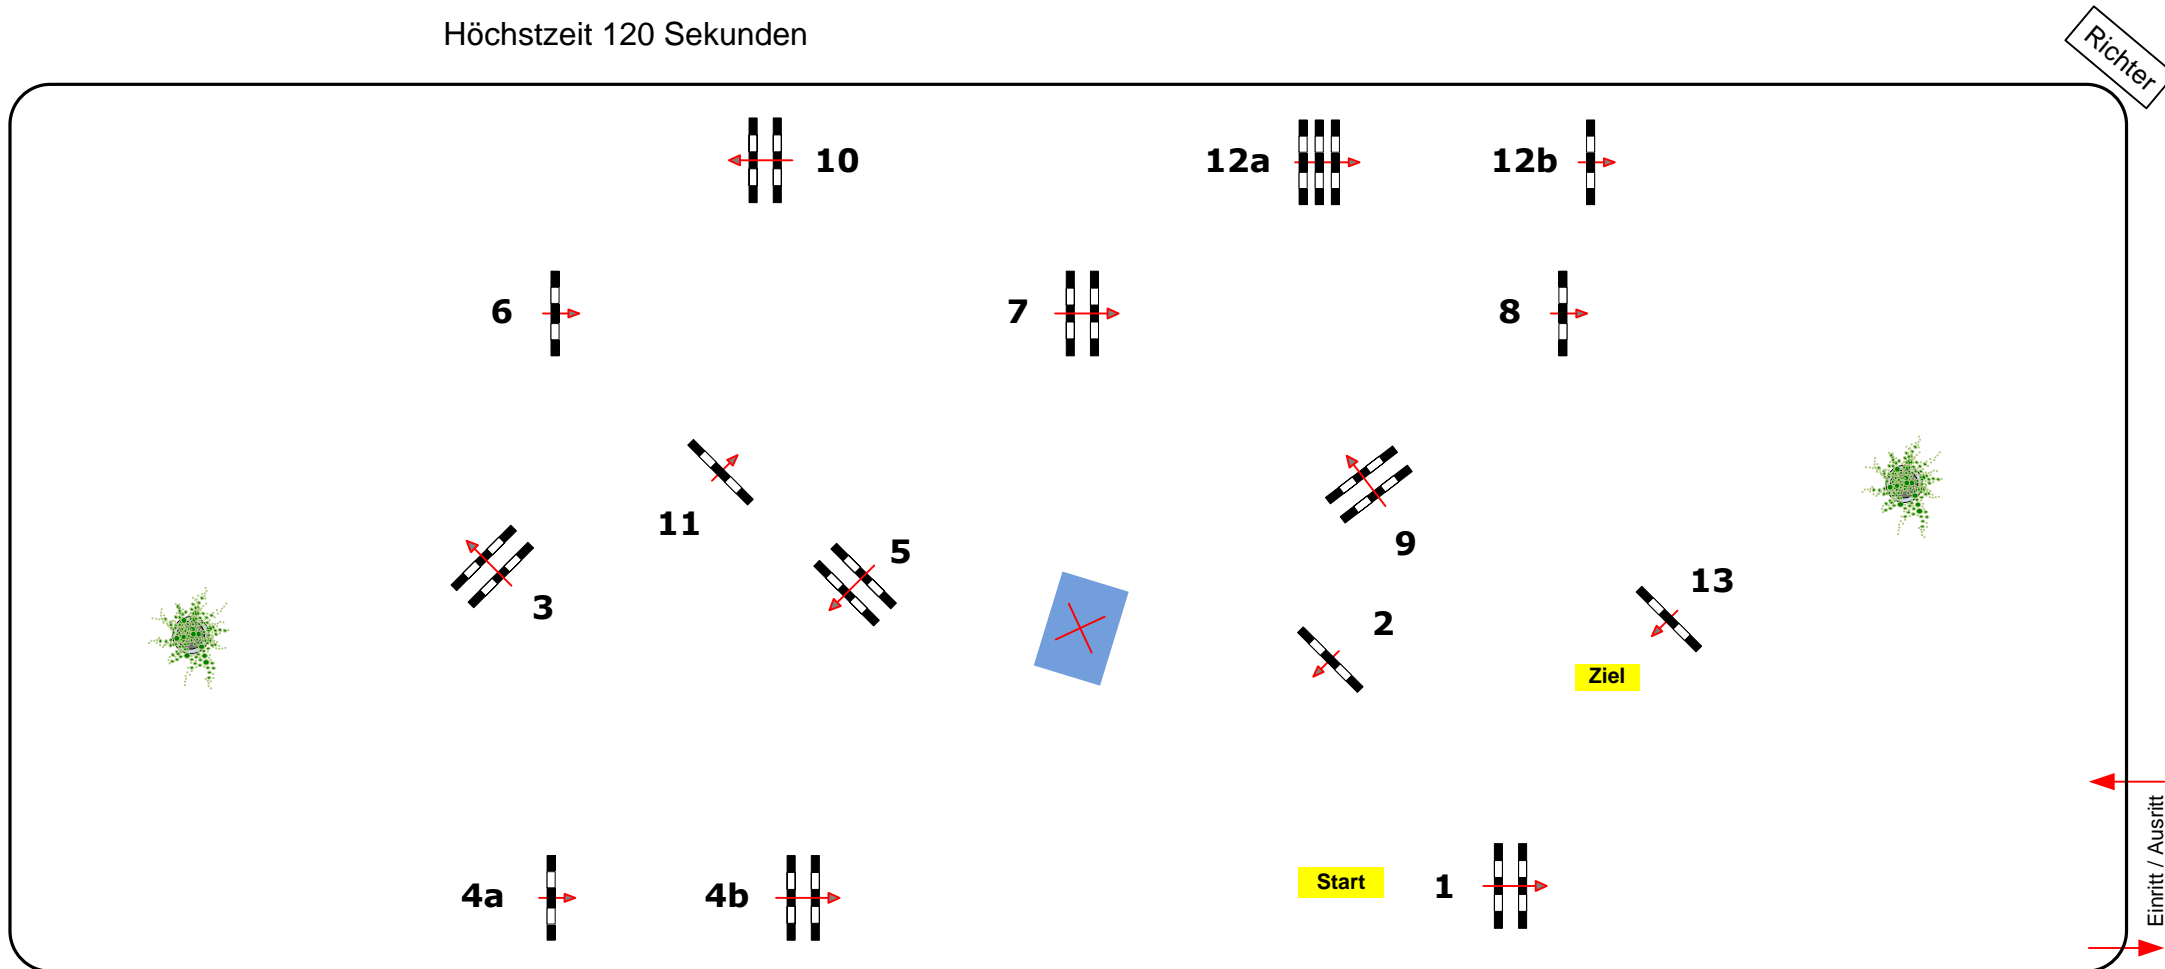 Höchstzeit 120 Sekunden
Richter
10
12a
12b
6
7
8
11
5
9
3
13
2
Ziel
4a
4b
Start
1
Einritt / Ausritt